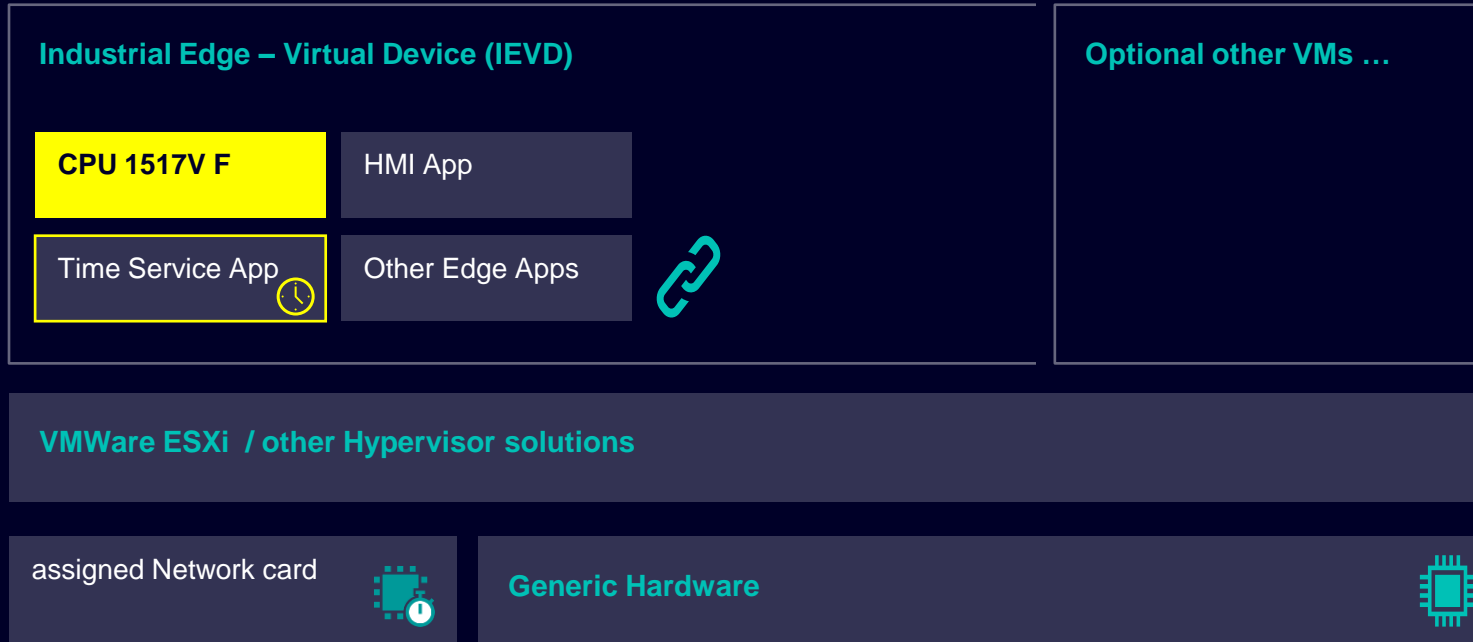 Industrial Edge – Virtual Device (IEVD)
Optional other VMs …
CPU 1517V F
HMI App
Time Service App
Other Edge Apps
VMWare ESXi / other Hypervisor solutions
assigned Network card
Generic Hardware